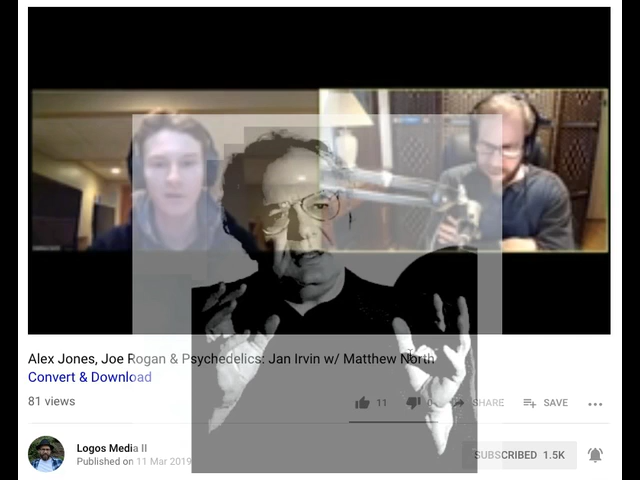 Alex Jones, Joe Rogan & Psychedelics: Jan Irvin w/ Matthew North
Convert & Download
81 views
11
SHARE
SAVE
Logos Media II
Published on 11 Mar 2019
SUBSCRIBED 1.5K